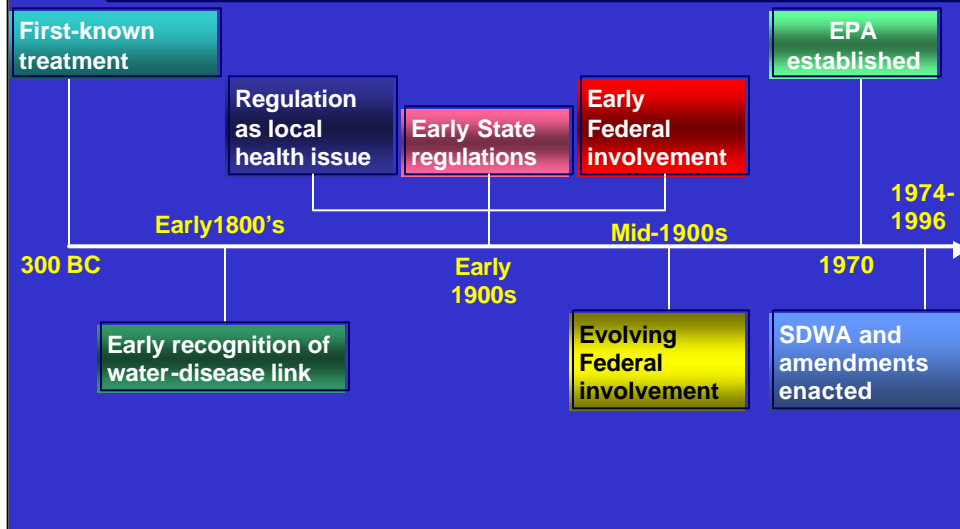 First-known
treatment
EPA
established
Regulation
as local
health issue
Early State
regulations
Early
Federal
involvement
1974-
1996
Early1800's
Mid-1900s
300 BC
Early
1900s
1970
Early recognition of
water-disease link
Evolving
Federal
involvement
SDWA and
amendments
enacted